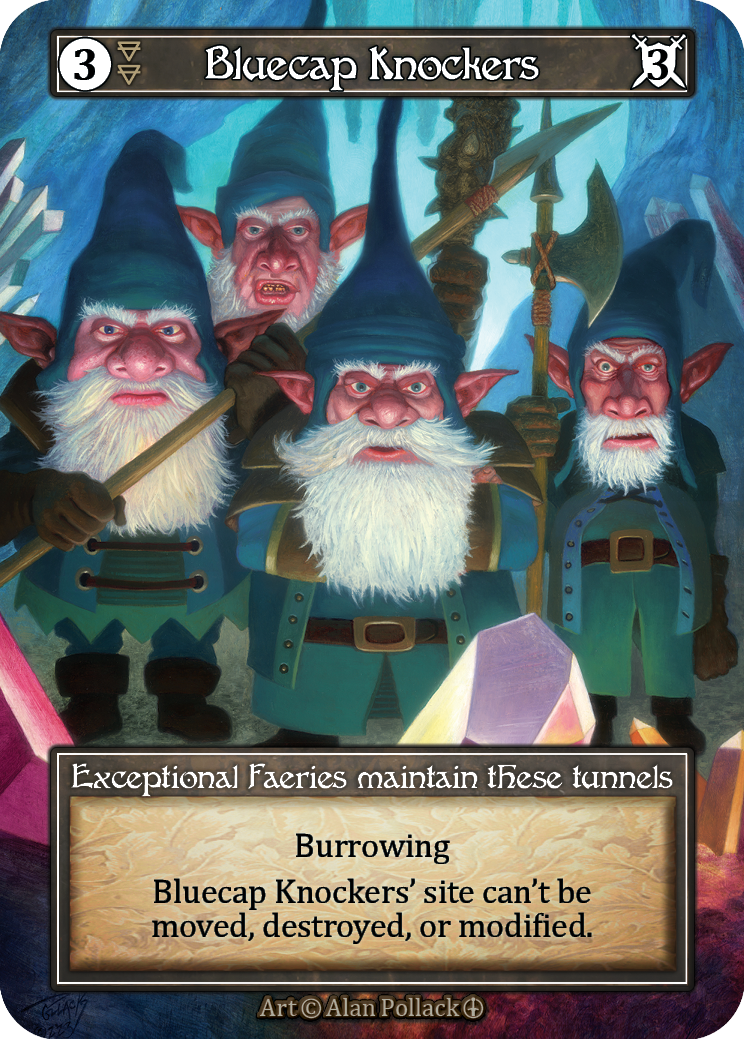 3 Bluecap Knockers 3
Exceptional Faeries maintain these tunnels
Burrowing
Bluecap Knockers’ site can’t be
moved, destroyed, or modified.
Art © Alan Pollack